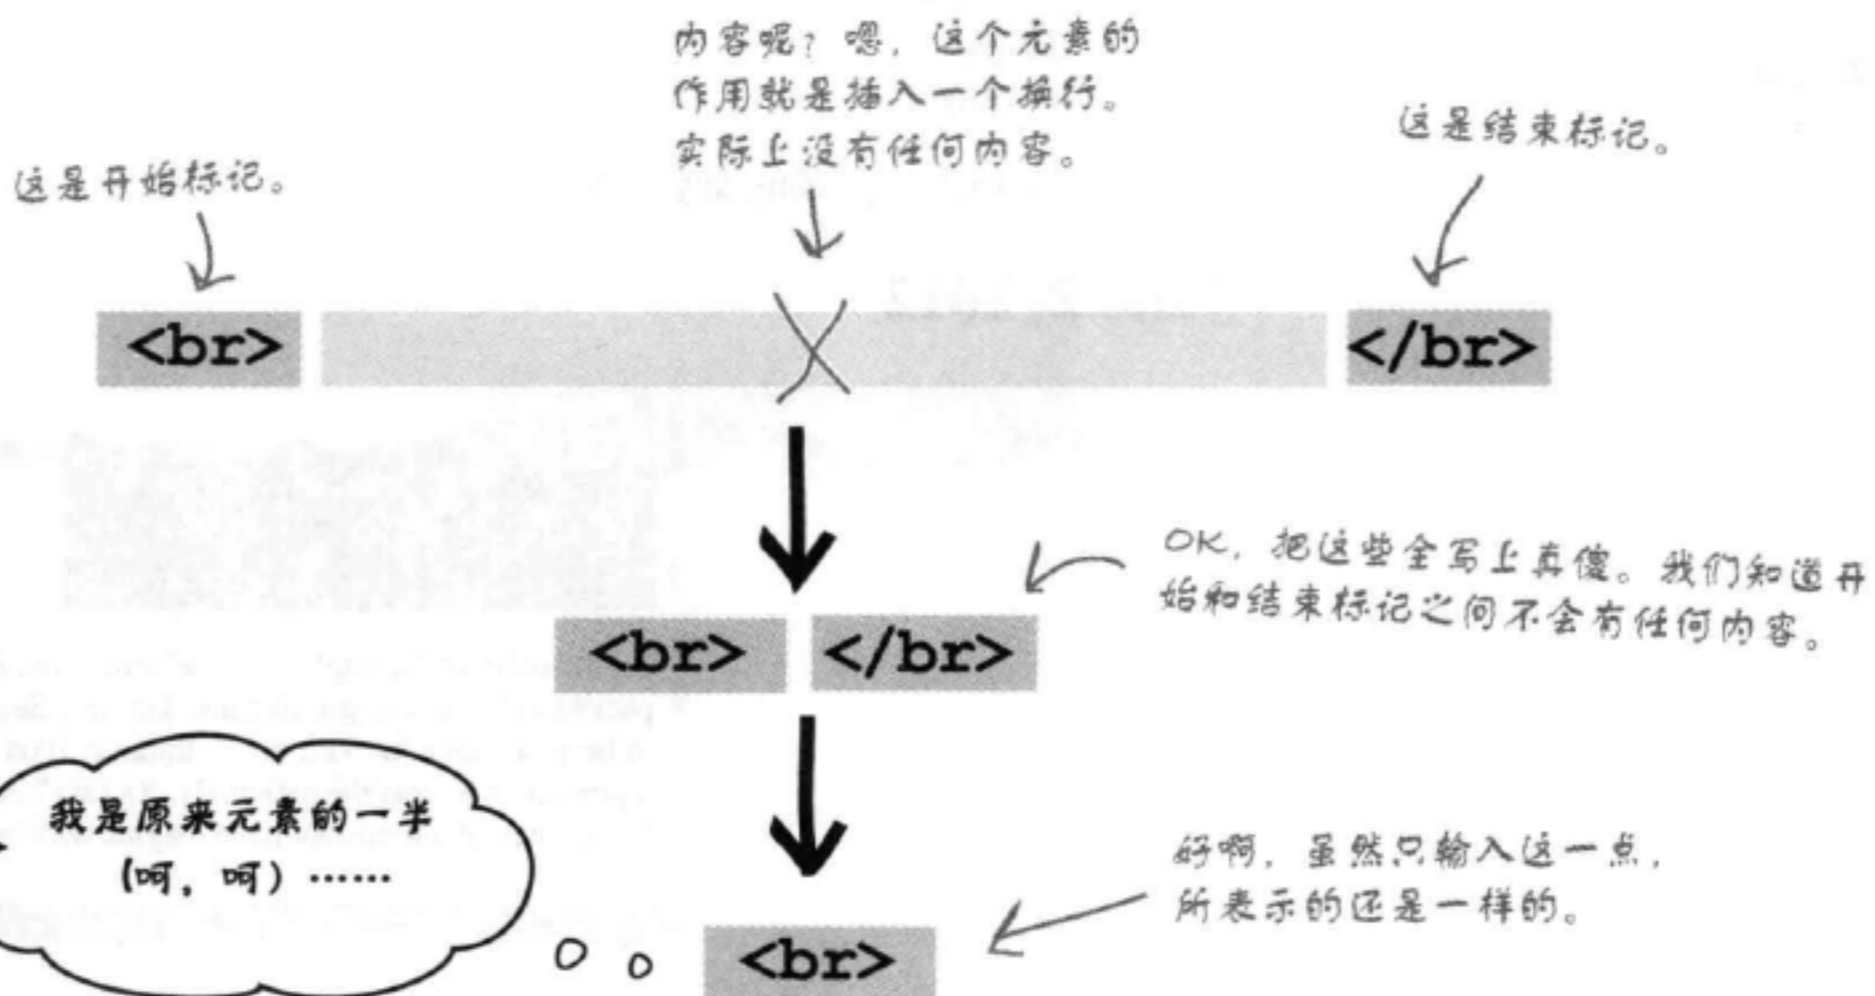 内容呢？嗯，这个元素的
作用就是插入一个换行。
实际上没有任何内容。
这是结束标记。
这是开始标记。
<br>
</br>
OK，把这些全写上真傻。我们知道开
始和结束标记之间不会有任何内容。
<br> </br>
我是原来元素的一半
（呵，呵）……
好啊，虽然只输入这一点，
所表示的还是一样的。
<br>